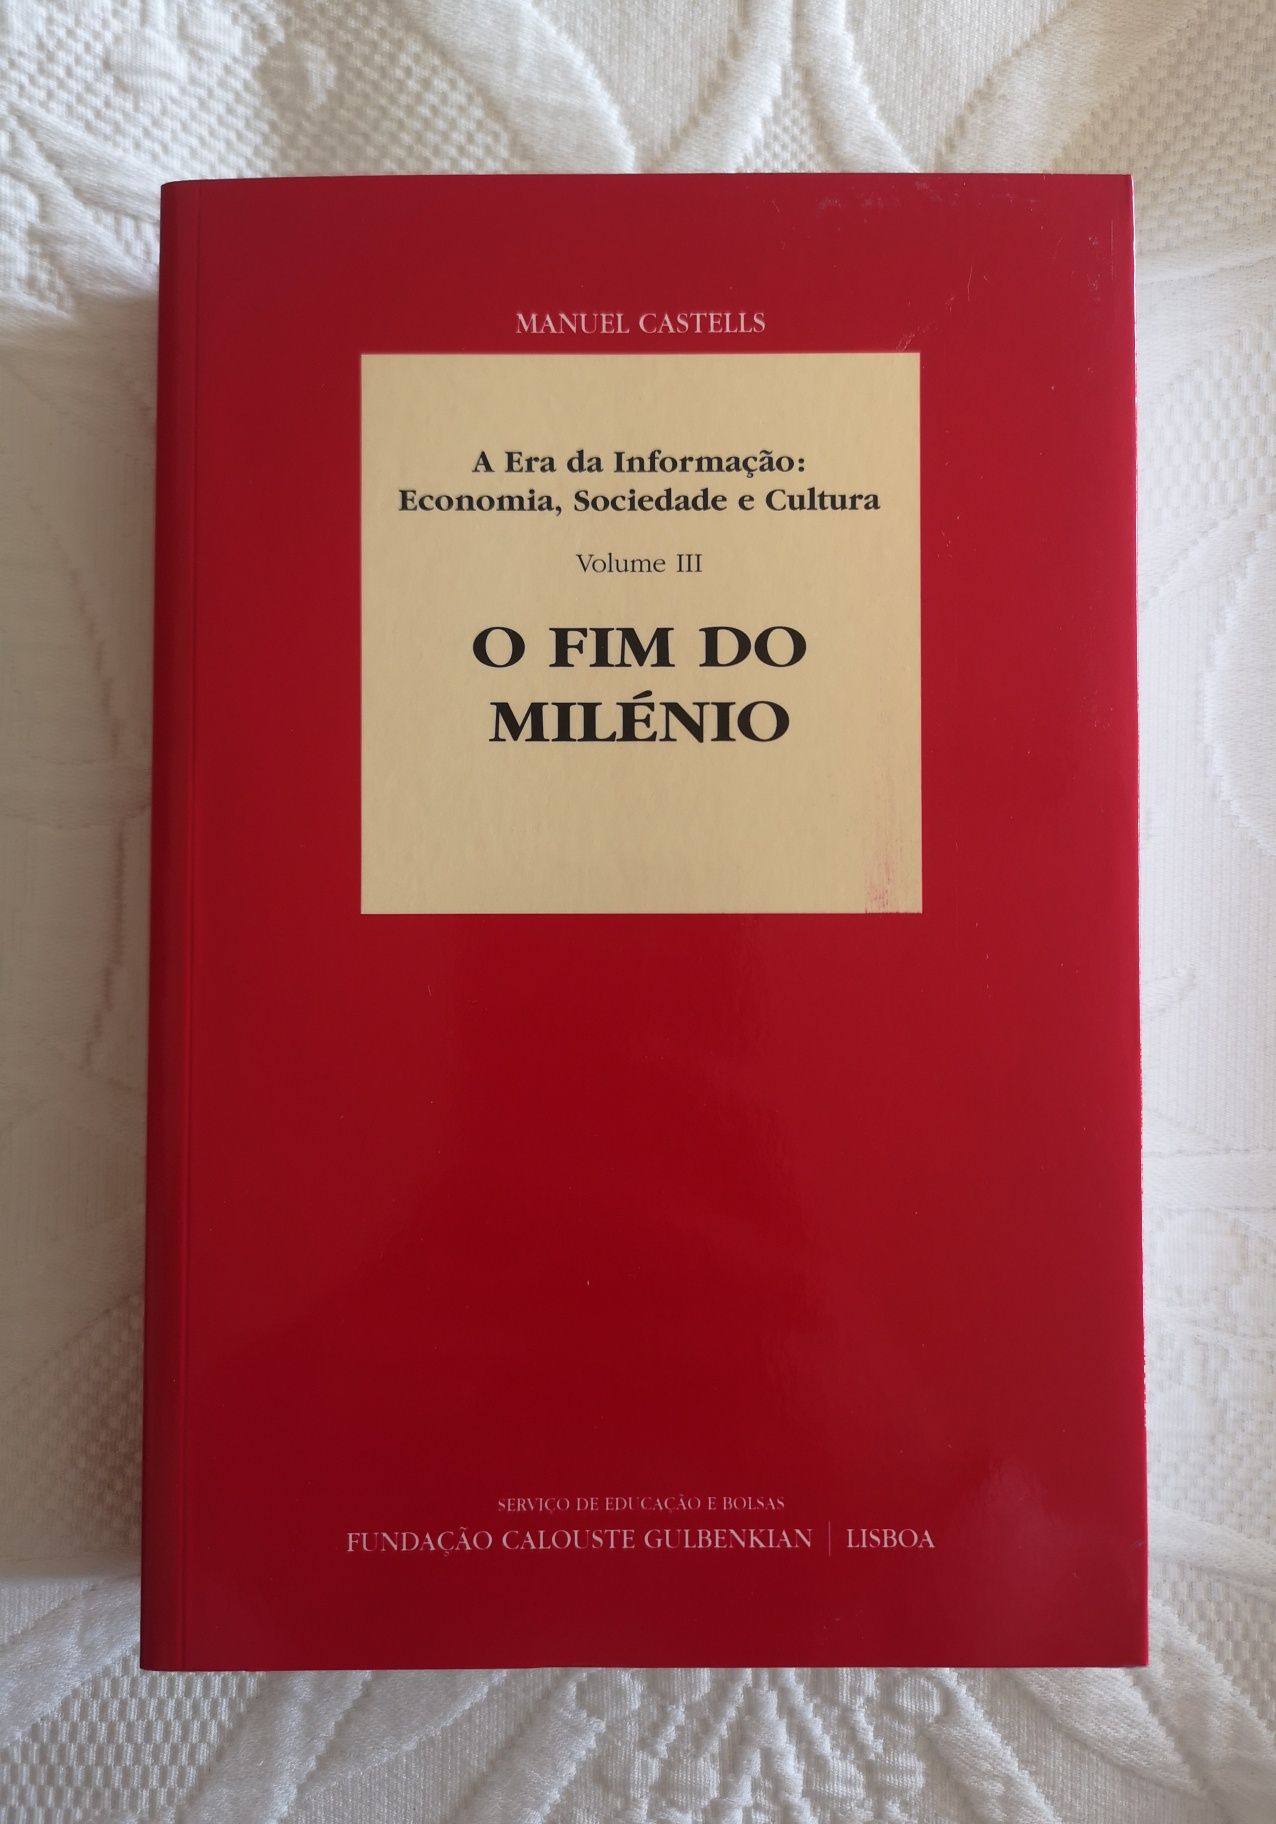 MANUEL CASTELLS
A Era da Informação:
Economia, Sociedade e Cultura
Volume III
O FIM DO
MILÉNIO
SERVIÇO DE EDUCAÇÃO E BOLSAS
FUNDAÇÃO CALOUSTE GULBENKIAN | LISBOA